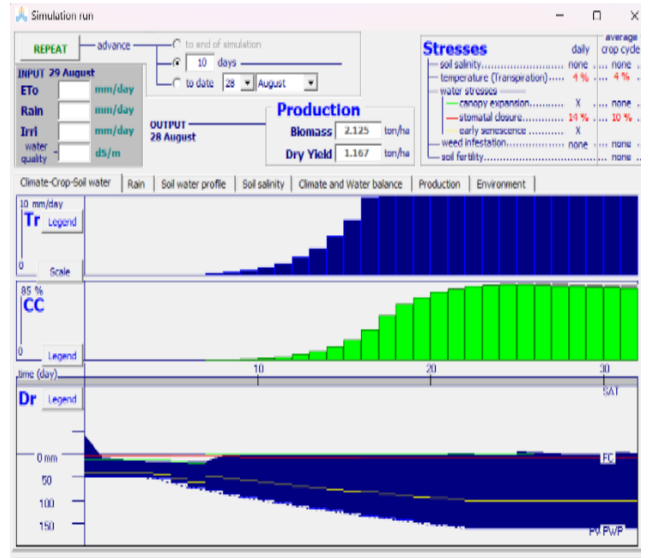 Simulation run
REPEAT
advance
to end of simulation
10 days
to date 28 August
INPUT 29 August
ETo mm/day
Rain mm/day
Irri mm/day
water quality dS/m
OUTPUT
28 August
Production
Biomass 2.125 ton/ha
Dry Yield 1.167 ton/ha
average
Stresses daily crop cycle
soil salinity none none
temperature (Transpiration) 4 % 4 %
water stresses
canopy expansion X none
stomatal closure 14 % 10 %
early senescence X
weed infestation none none
soil fertility none
Climate-Crop-Soil water Rain Soil water profile Soil salinity Climate and Water balance Production Environment
10 mm/day
Tr Legend
0
Scale
85 %
CC
0
Legend
time (day) 10 20 30
Dr Legend
SAT
0 mm FC
50
100
150
PWP